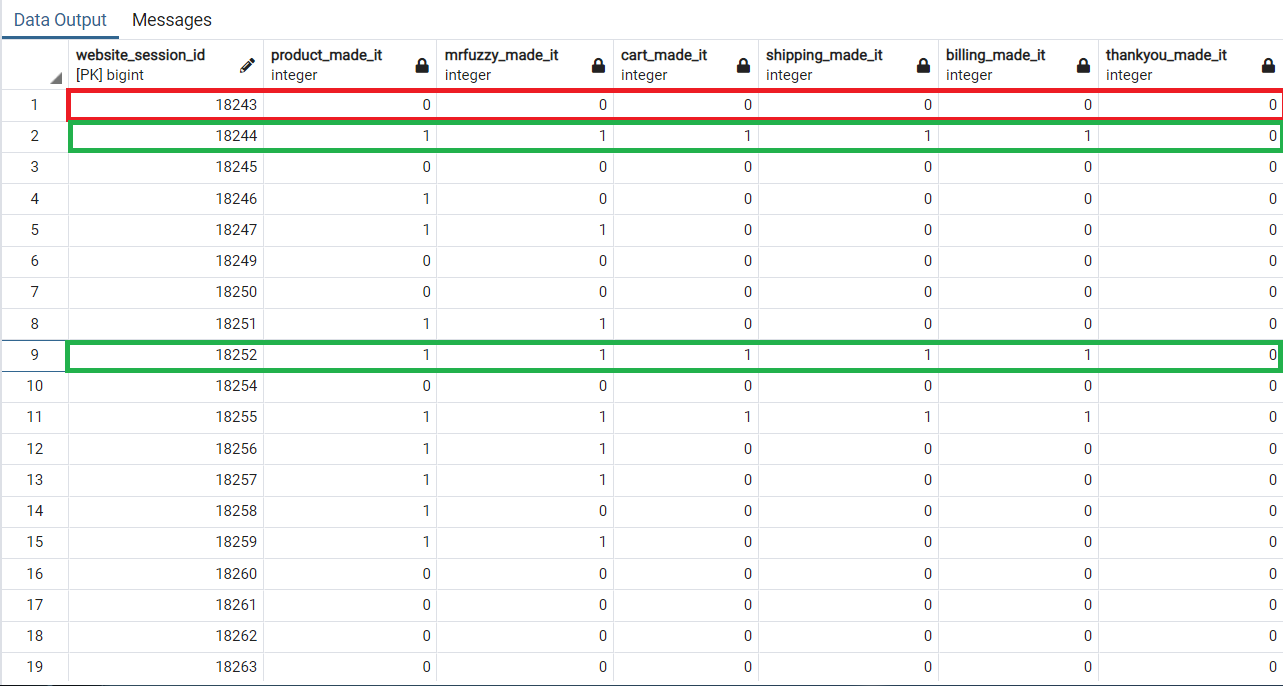 Data Output Messages
website_session_id product_made_it mrfuzzy_made_it cart_made_it shipping_made_it billing_made_it thankyou_made_it
[PK] bigint integer integer integer integer integer integer
1 18243 0 0 0 0 0 0
2 18244 1 1 1 1 1 0
3 18245 0 0 0 0 0 0
4 18246 1 0 0 0 0 0
5 18247 1 1 0 0 0 0
6 18249 0 0 0 0 0 0
7 18250 0 0 0 0 0 0
8 18251 1 1 0 0 0 0
9 18252 1 1 1 1 1 0
10 18254 0 0 0 0 0 0
11 18255 1 1 1 1 1 0
12 18256 1 1 0 0 0 0
13 18257 1 1 0 0 0 0
14 18258 1 0 0 0 0 0
15 18259 1 1 0 0 0 0
16 18260 0 0 0 0 0 0
17 18261 0 0 0 0 0 0
18 18262 0 0 0 0 0 0
19 18263 0 0 0 0 0 0